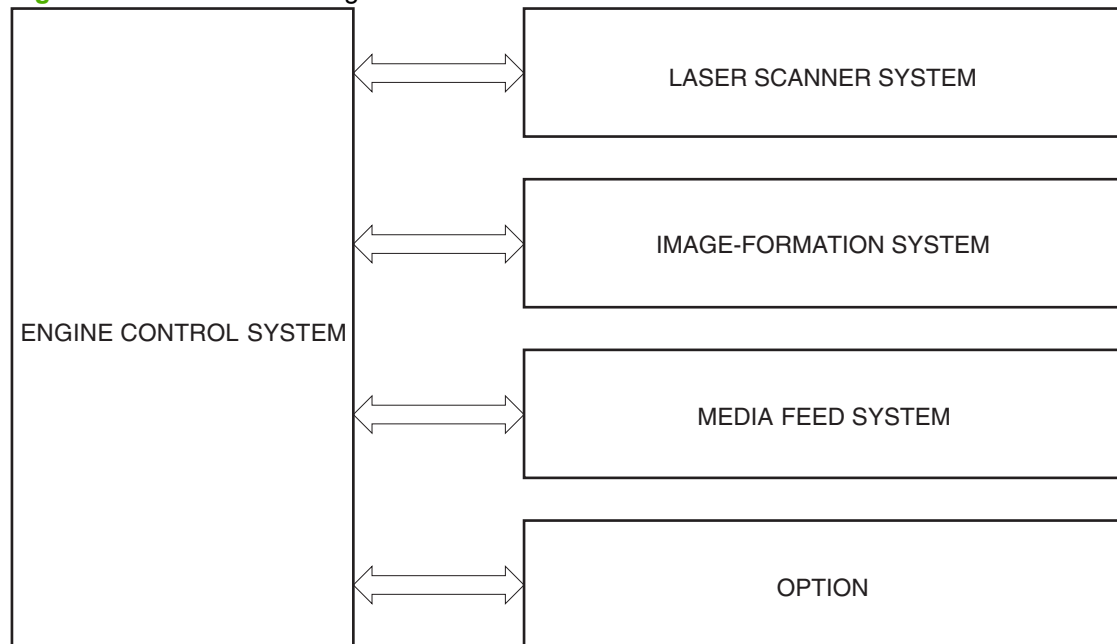 LASER SCANNER SYSTEM
IMAGE-FORMATION SYSTEM
ENGINE CONTROL SYSTEM
MEDIA FEED SYSTEM
OPTION